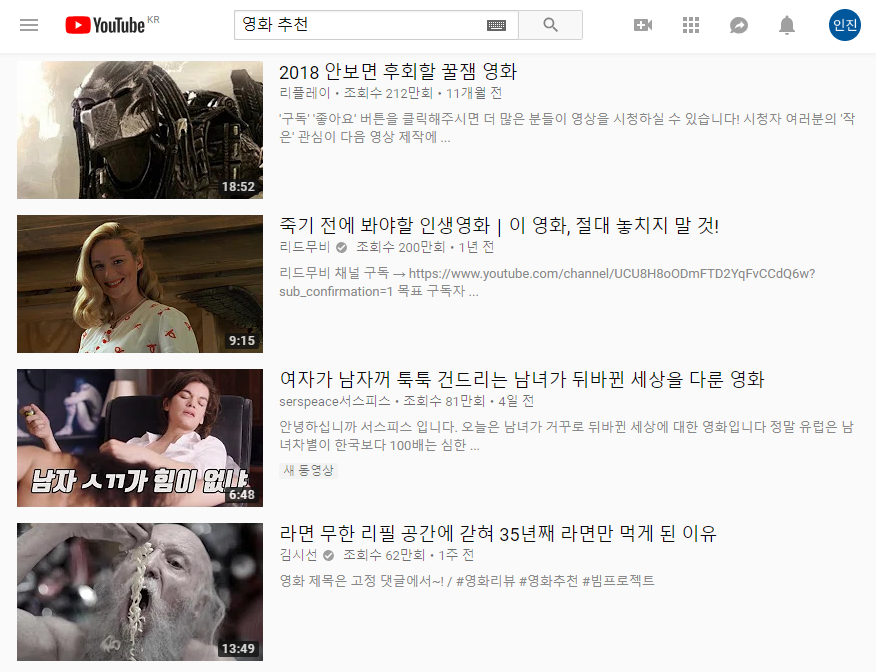 YouTube KR
영화 추천
인진
2018 안보면 후회할 꿀잼 영화
리플레이 • 조회수 212만회 • 11개월 전
'구독' '좋아요' 버튼을 클릭해주시면 더 많은 분들이 영상을 시청하실 수 있습니다! 시청자 여러분의 '작
은' 관심이 다음 영상 제작에 ...
18:52
죽기 전에 봐야할 인생영화 | 이 영화, 절대 놓치지 말 것!
리드무비 조회수 200만회 • 1년 전
리드무비 채널 구독 → https://www.youtube.com/channel/UCU8H8oODmFTD2YqFvCCdQ6w?
sub_confirmation=1 목표 구독자 ...
9:15
여자가 남자꺼 툭툭 건드리는 남녀가 뒤바뀐 세상을 다룬 영화
serspeace서스피스 • 조회수 81만회 • 4일 전
안녕하십니까 서스피스 입니다. 오늘은 남녀가 거꾸로 뒤바뀐 세상에 대한 영화입니다 정말 유럽은 남
녀차별이 한국보다 100배는 심한 ...
새 동영상
남자 ㅅㄲ가 힘이 없냐
6:48
라면 무한 리필 공간에 갇혀 35년째 라면만 먹게 된 이유
김시선 조회수 62만회 • 1주 전
영화 제목은 고정 댓글에서~! / #영화리뷰 #영화추천 #빔프로젝트
13:49